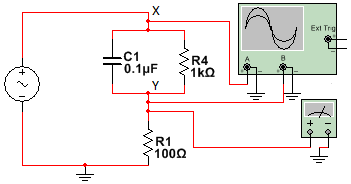 X
Ext Trig
+
C1
0.1µF
R4
1kΩ
A
B
+ − + −
Y
R1
100Ω
+ −